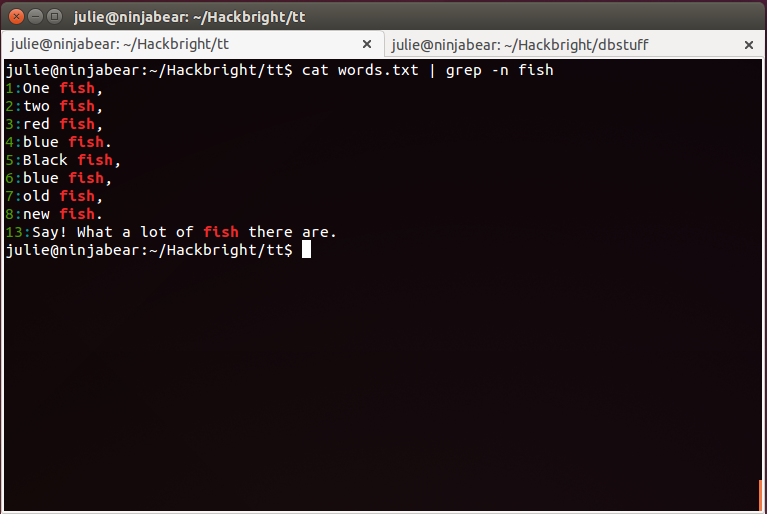 julie@ninjabear: ~/Hackbright/tt
julie@ninjabear: ~/Hackbright/tt × julie@ninjabear: ~/Hackbright/dbstuff ×
julie@ninjabear:~/Hackbright/tt$ cat words.txt | grep -n fish
1:One fish,
2:two fish,
3:red fish,
4:blue fish.
5:Black fish,
6:blue fish,
7:old fish,
8:new fish.
13:Say! What a lot of fish there are.
julie@ninjabear:~/Hackbright/tt$